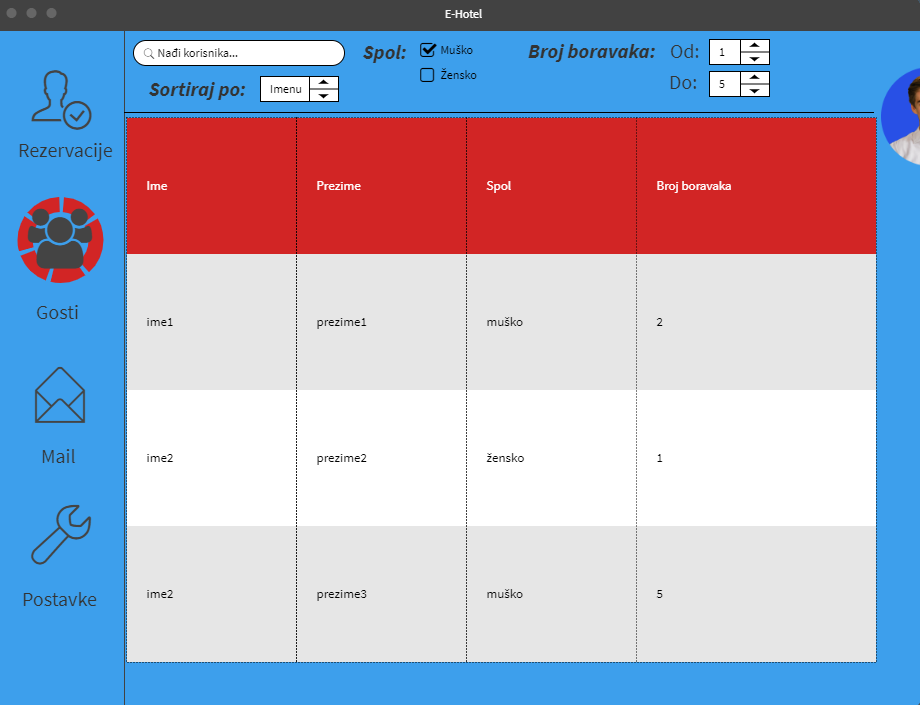 E-Hotel
Nađi korisnika...
Spol:
Muško
Žensko
Broj boravaka:
Od:
1
Do:
5
Sortiraj po:
Imenu
Rezervacije
Gosti
Mail
Postavke
Ime Prezime Spol Broj boravaka
ime1 prezime1 muško 2
ime2 prezime2 žensko 1
ime2 prezime3 muško 5